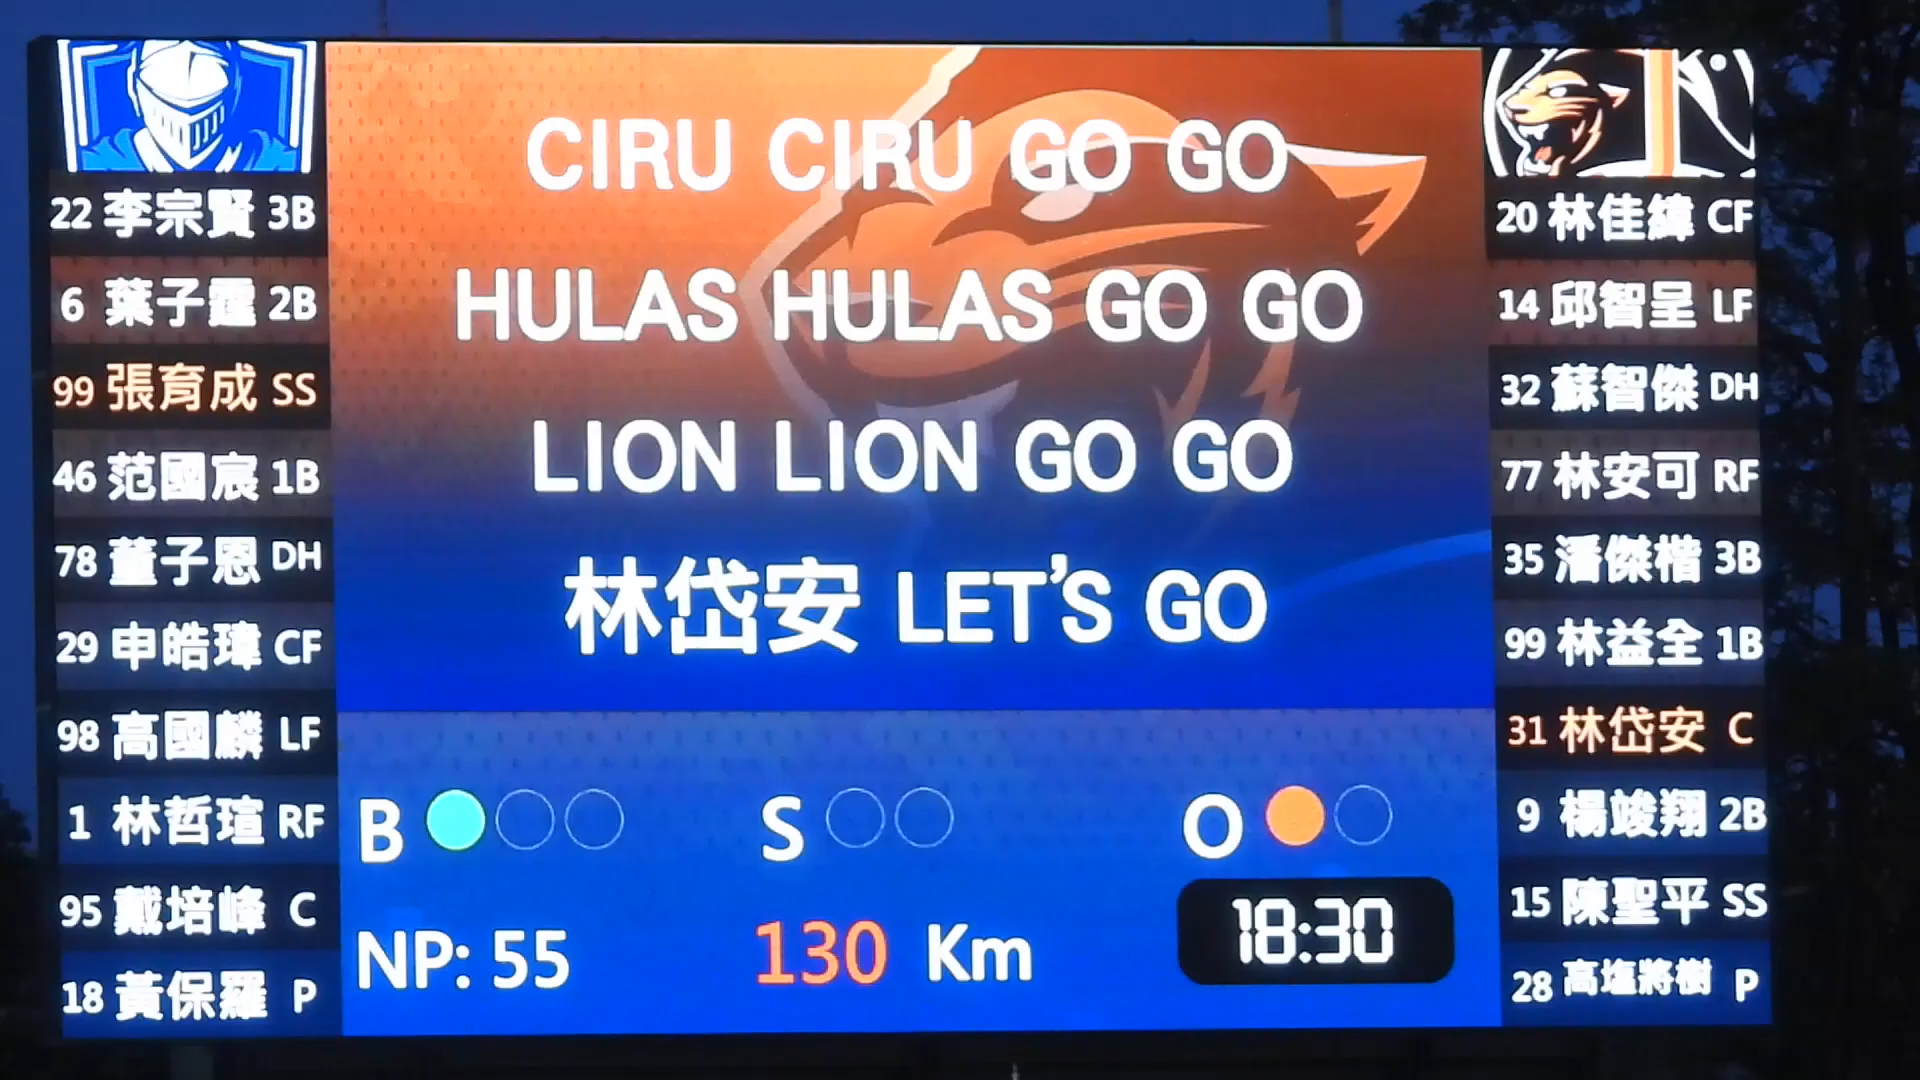 22 李宗賢 3B
6 葉子霆 2B
99 張育成 SS
46 范國宸 1B
78 董子恩 DH
29 申皓瑋 CF
98 高國麟 LF
1 林哲瑄 RF
95 戴培峰 C
18 黃保羅 P
CIRU CIRU GO GO
HULAS HULAS GO GO
LION LION GO GO
林岱安 LET'S GO
B S O
NP: 55 130 Km 18:30
20 林佳緯 CF
14 邱智呈 LF
32 蘇智傑 DH
77 林安可 RF
35 潘傑楷 3B
99 林益全 1B
31 林岱安 C
9 楊竣翔 2B
15 陳聖平 SS
28 高塩將樹 P